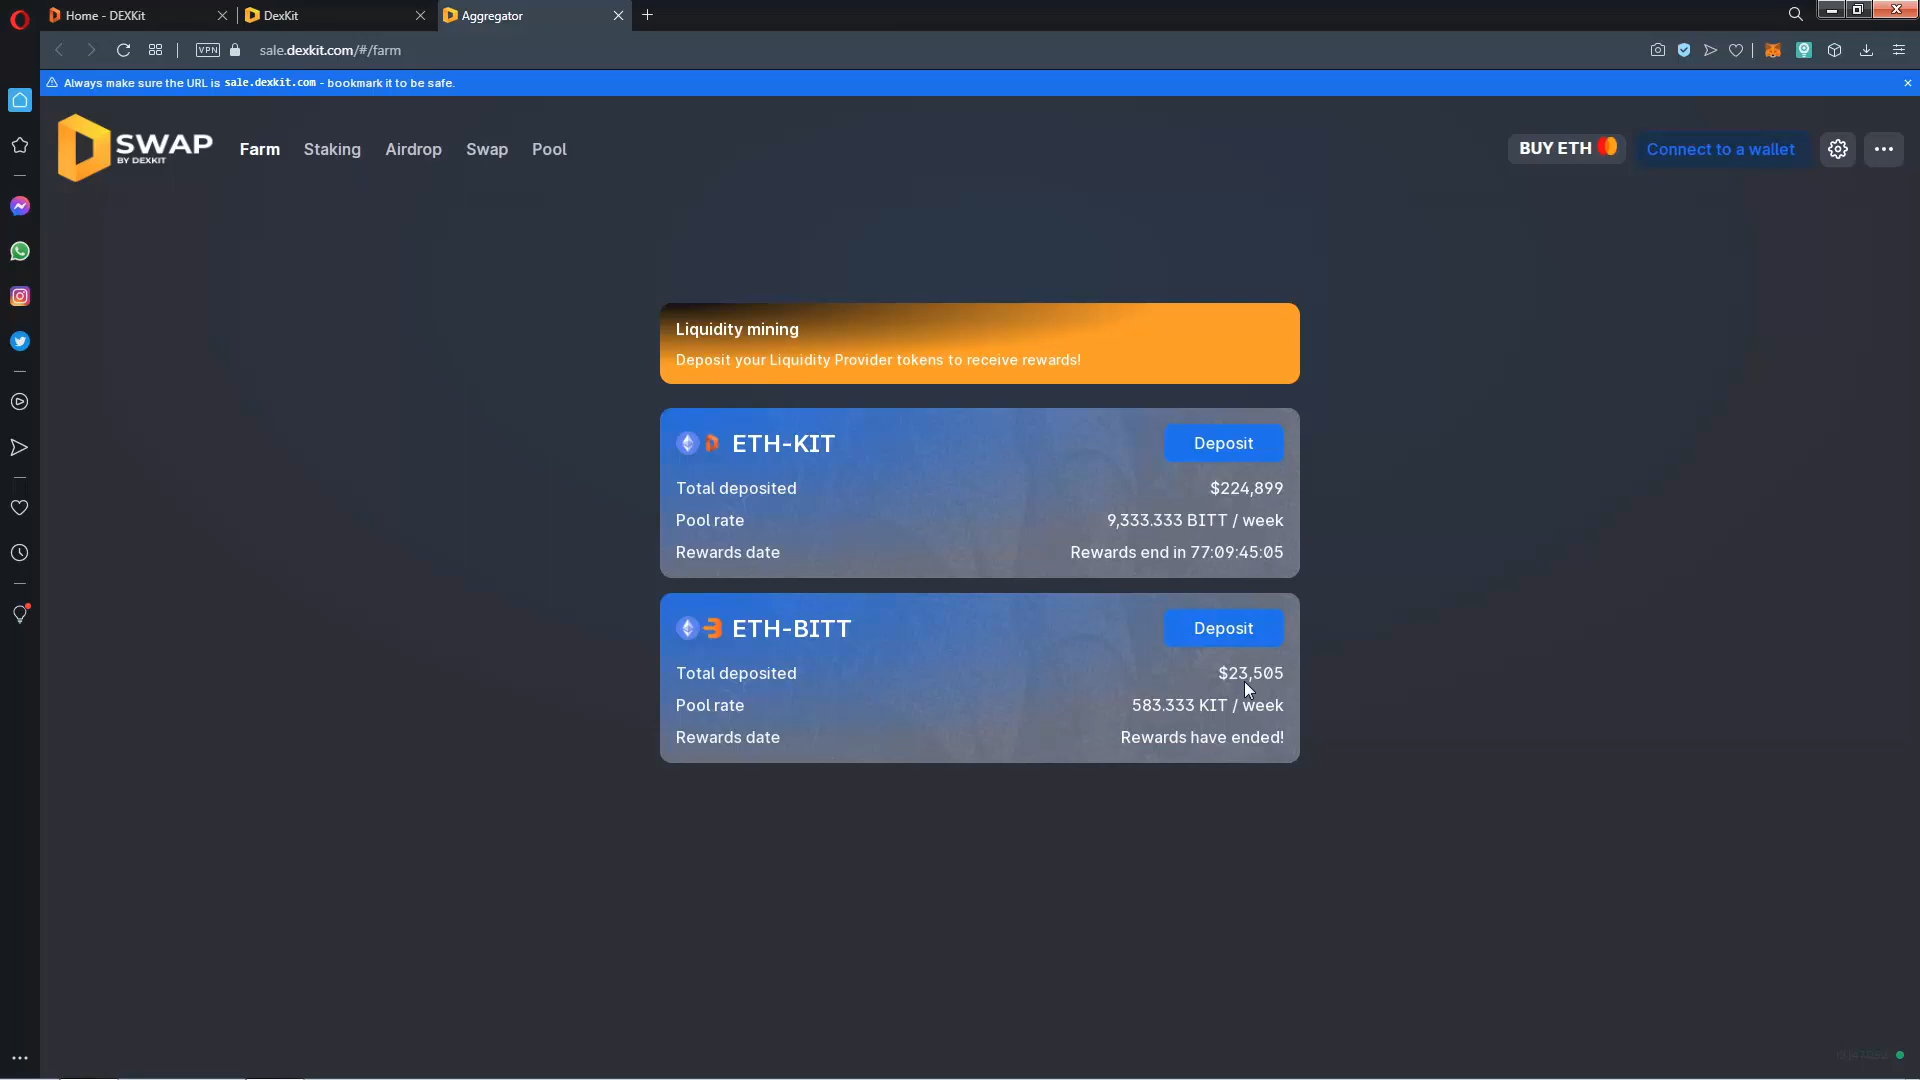 Home - DEXKit
DexKit
Aggregator
VPN
sale.dexkit.com/#/farm
Always make sure the URL is sale.dexkit.com - bookmark it to be safe.
SWAP
BY DEXKIT
Farm
Staking
Airdrop
Swap
Pool
BUY ETH
Connect to a wallet
Liquidity mining
Deposit your Liquidity Provider tokens to receive rewards!
ETH-KIT
Deposit
Total deposited
$224,899
Pool rate
9,333.333 BITT / week
Rewards date
Rewards end in 77:09:45:05
ETH-BITT
Deposit
Total deposited
$23,505
Pool rate
583.333 KIT / week
Rewards date
Rewards have ended!